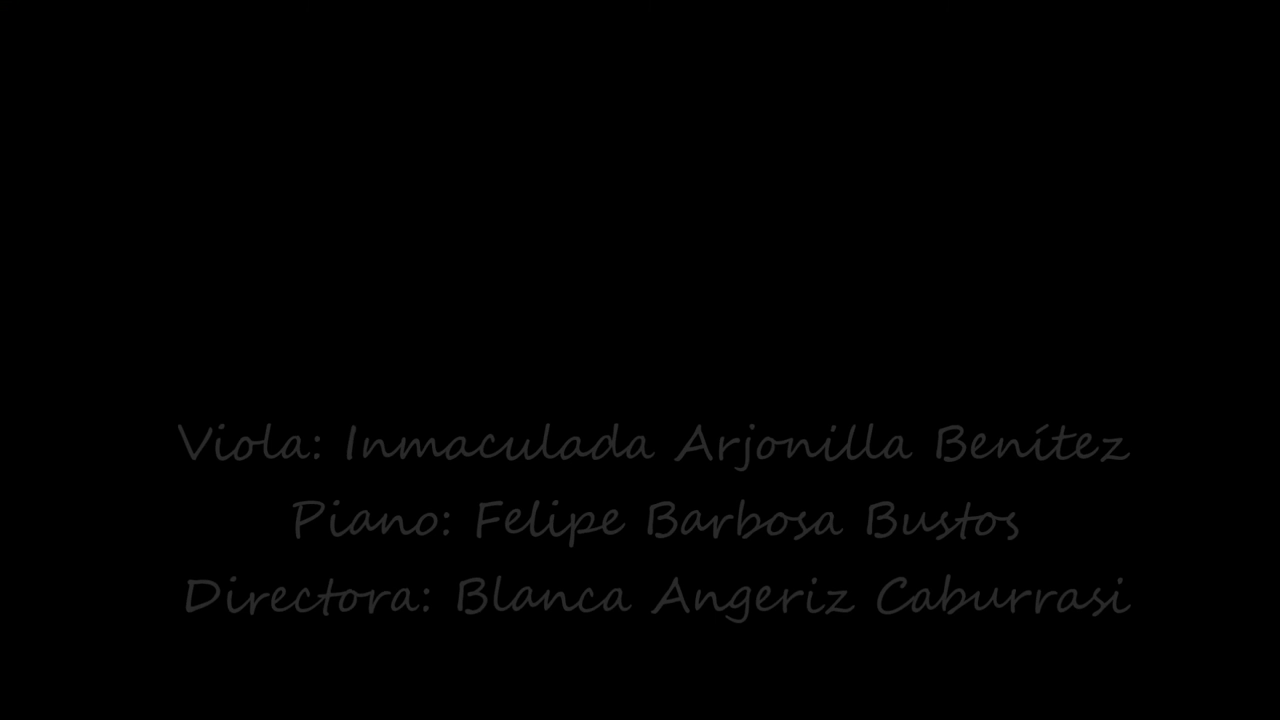 Viola: Inmaculada Arjonilla Benítez
Piano: Felipe Barbosa Bustos
Directora: Blanca Angeriz Caburrasi